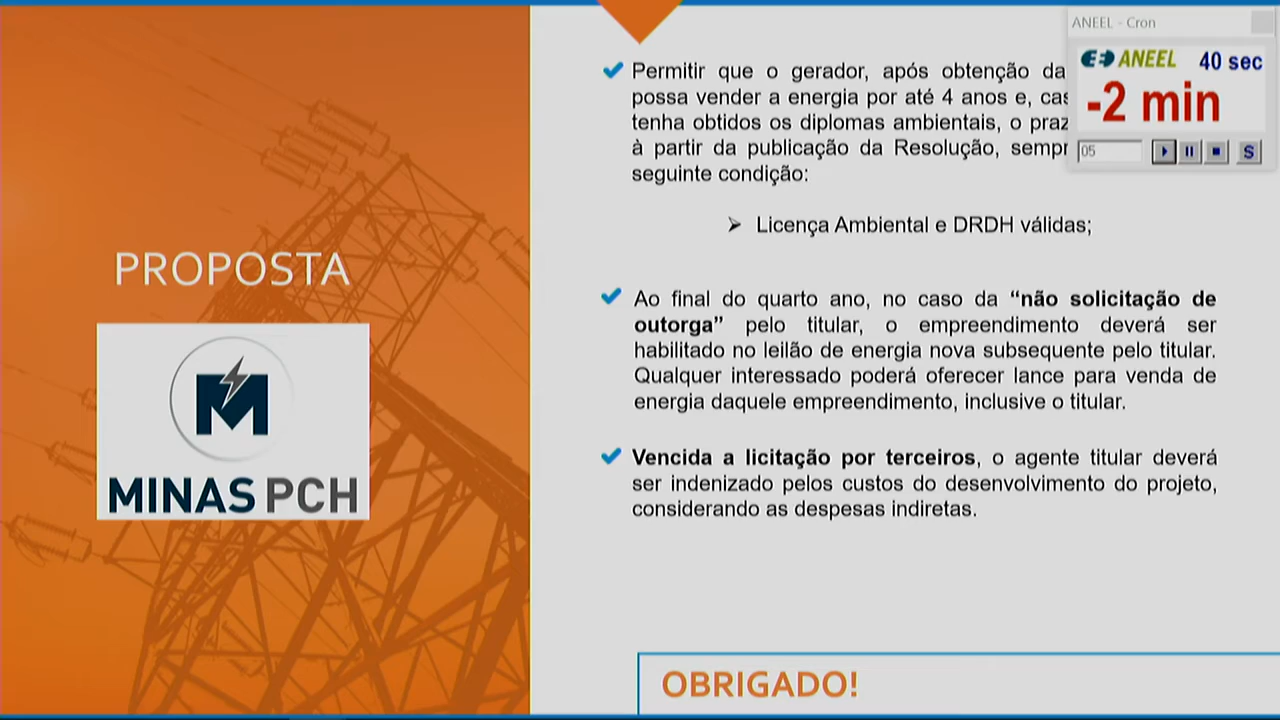 PROPOSTA
MINAS PCH
Permitir que o gerador, após obtenção da
possa vender a energia por até 4 anos e,
tenha obtidos os diplomas ambientais, o
à partir da publicação da Resolução,
seguinte condição:
Licença Ambiental e DRDH válidas;
Ao final do quarto ano, no caso da “não solicitação de
outorga” pelo titular, o empreendimento deverá ser
habilitado no leilão de energia nova subsequente pelo titular.
Qualquer interessado poderá oferecer lance para venda de
energia daquele empreendimento, inclusive o titular.
Vencida a licitação por terceiros, o agente titular deverá
ser indenizado pelos custos do desenvolvimento do projeto,
considerando as despesas indiretas.
OBRIGADO!
ANEEL - Cron
ANEEL 40 sec
-2 min
05
S